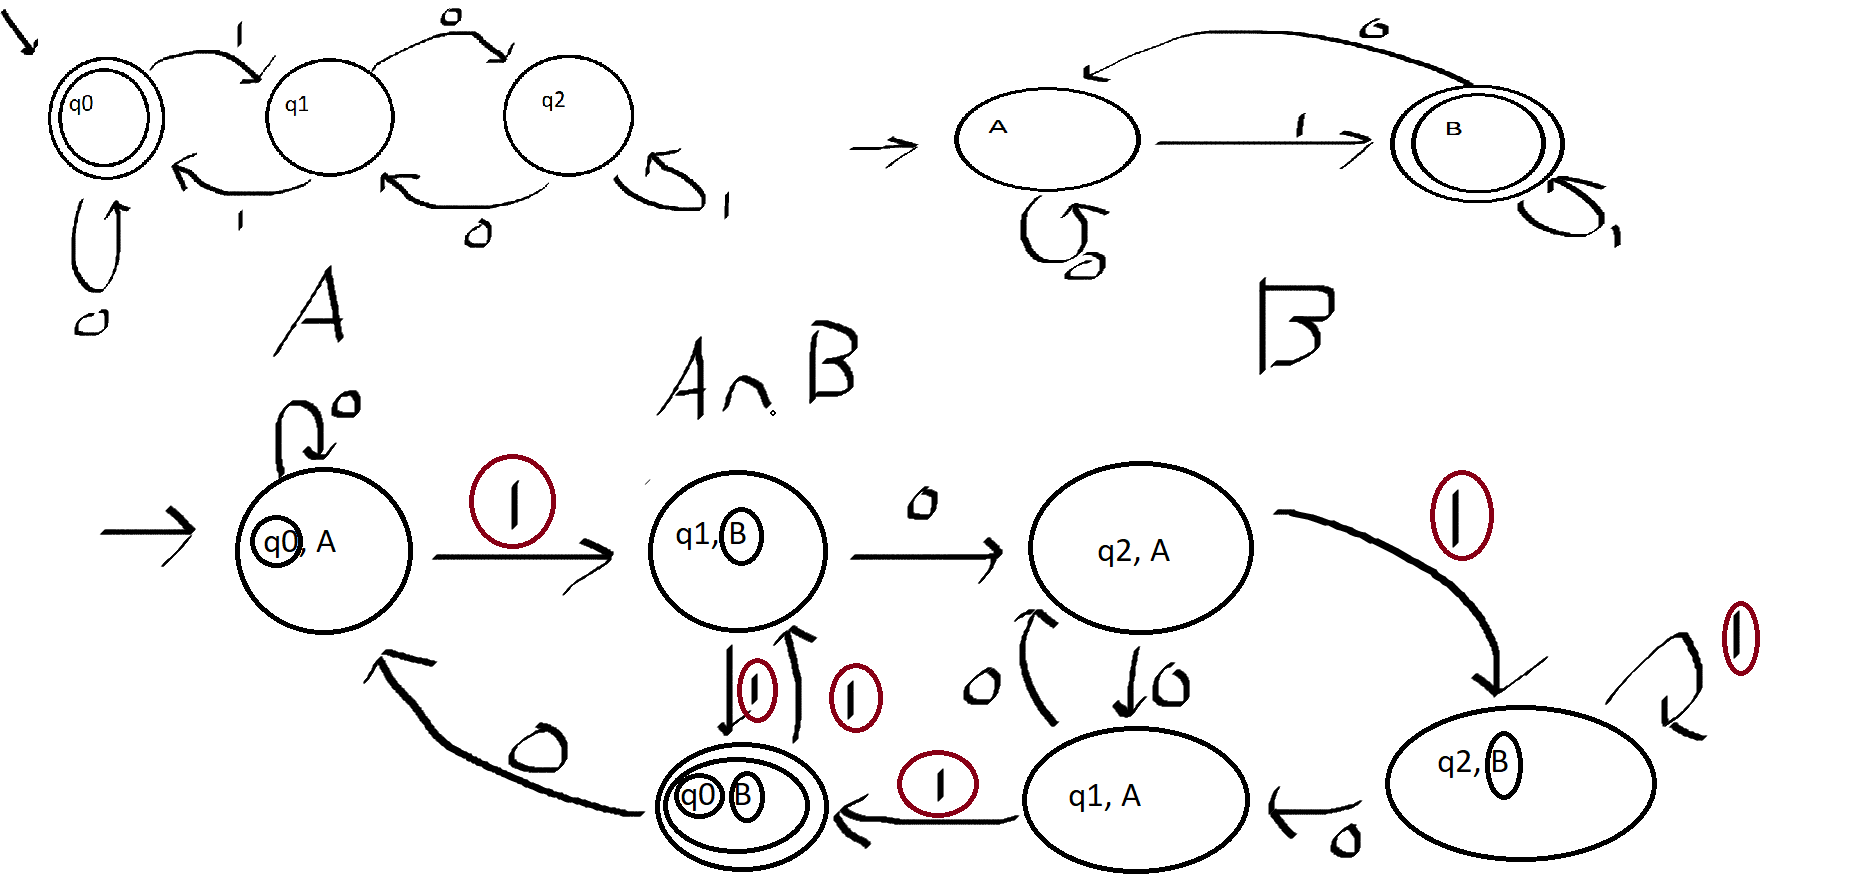 1 0 0
q0 q1 q2 A 1 B
1 0 1 0 1
0 A B
A ∩ B
0
1 0 1
q0, A q1, B q2, A
1
1 1 0 0
0 q2, B
q0 B 1 q1, A
0